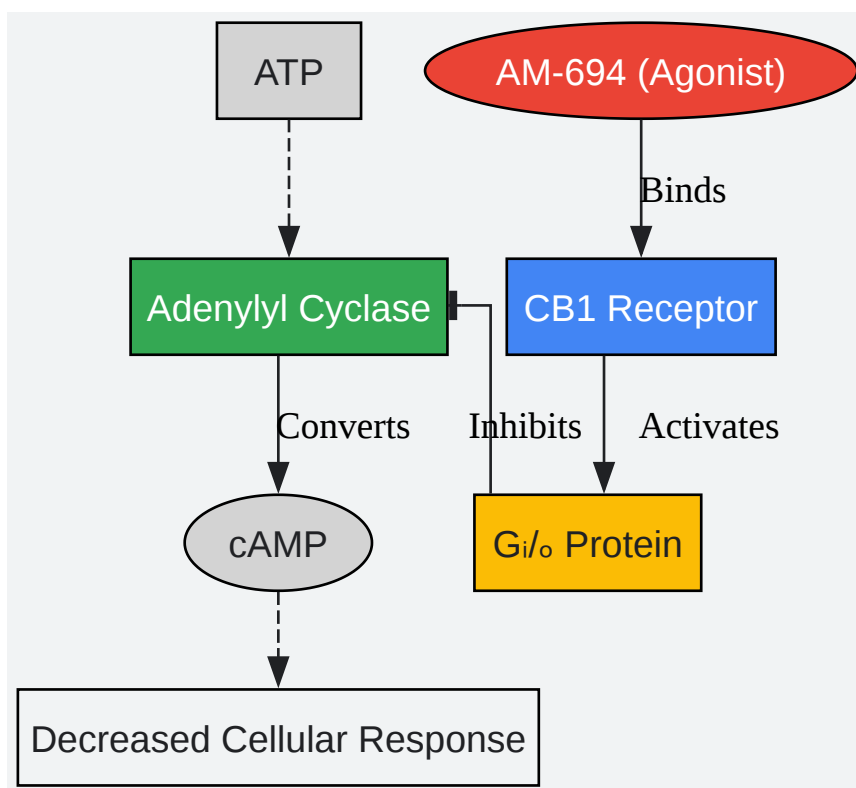 ATP
AM-694 (Agonist)
Binds
Adenylyl Cyclase
CB1 Receptor
Converts
Inhibits
Activates
cAMP
Gᵢ/ₒ Protein
Decreased Cellular Response